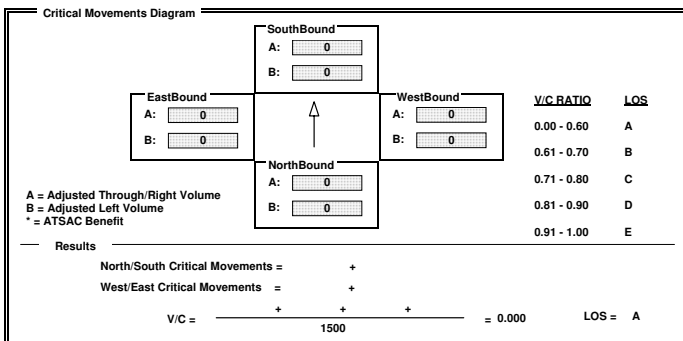 Critical Movements Diagram
SouthBound
A: 0
B: 0
EastBound
A: 0
B: 0
WestBound
A: 0
B: 0
NorthBound
A: 0
B: 0
V/C RATIO LOS
0.00 - 0.60 A
0.61 - 0.70 B
0.71 - 0.80 C
0.81 - 0.90 D
0.91 - 1.00 E
A = Adjusted Through/Right Volume
B = Adjusted Left Volume
* = ATSAC Benefit
Results
North/South Critical Movements = +
West/East Critical Movements = +
V/C = + + + = 0.000 LOS = A
1500